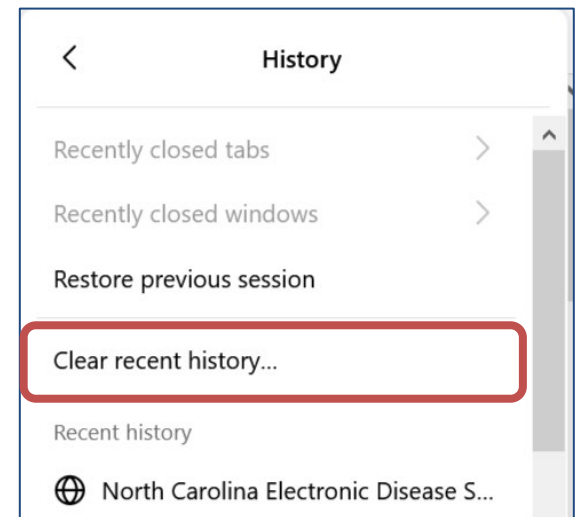 History
Recently closed tabs
Recently closed windows
Restore previous session
Clear recent history...
Recent history
North Carolina Electronic Disease S...